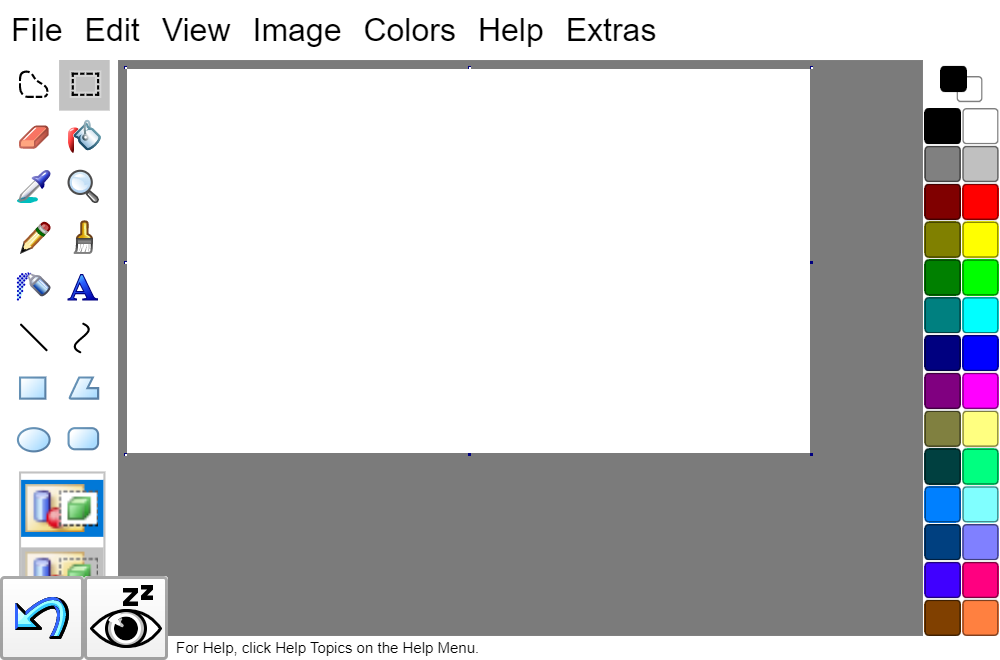 File Edit View Image Colors Help Extras
A
zz
For Help, click Help Topics on the Help Menu.